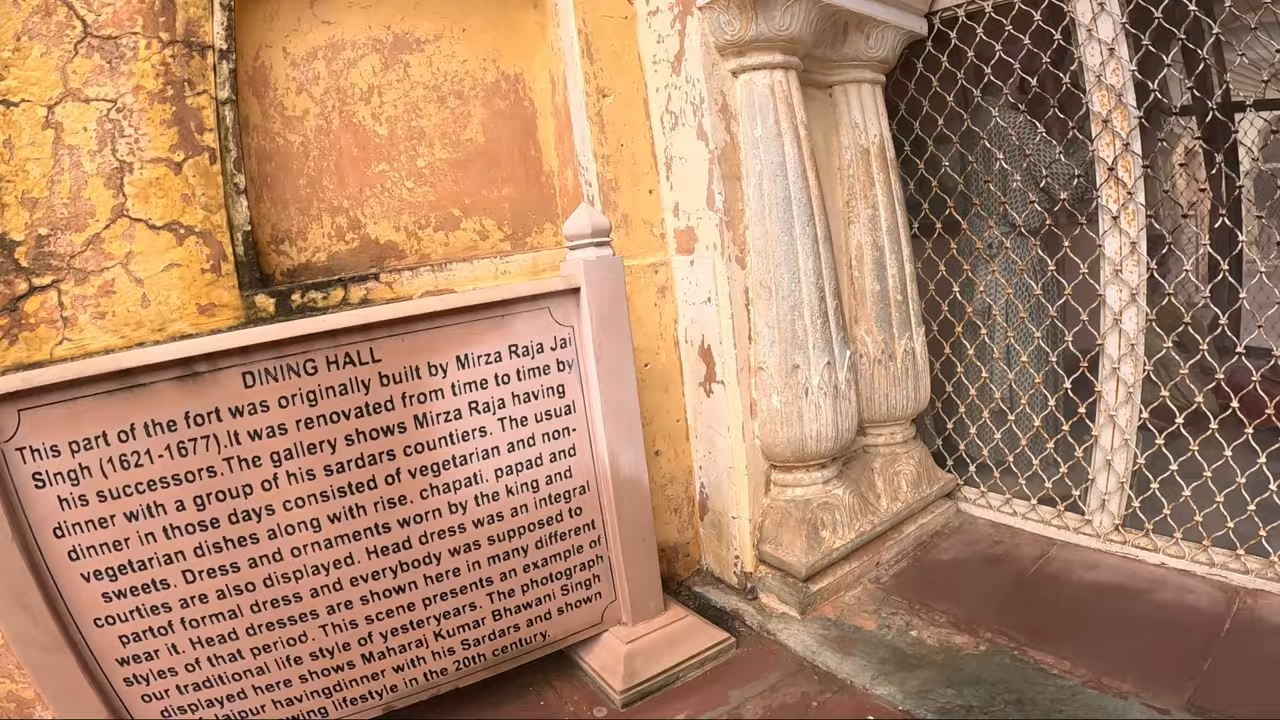 DINING HALL
This part of the fort was originally built by Mirza Raja Jai
SIngh (1621-1677).It was renovated from time to time by
his successors.The gallery shows Mirza Raja having
dinner with a group of his sardars countiers. The usual
dinner in those days consisted of vegetarian and non-
vegetarian dishes along with rise. chapati. papad and
sweets. Dress and ornaments worn by the king and
courties are also displayed. Head dress was an integral
partof formal dress and everybody was supposed to
wear it. Head dresses are shown here in many different
styles of that period. This scene presents an example of
our traditional life style of yesteryears. The photograph
displayed here shows Maharaj Kumar Bhawani Singh
Jaipur havingdinner with his Sardars and shown
lifestyle in the 20th century.